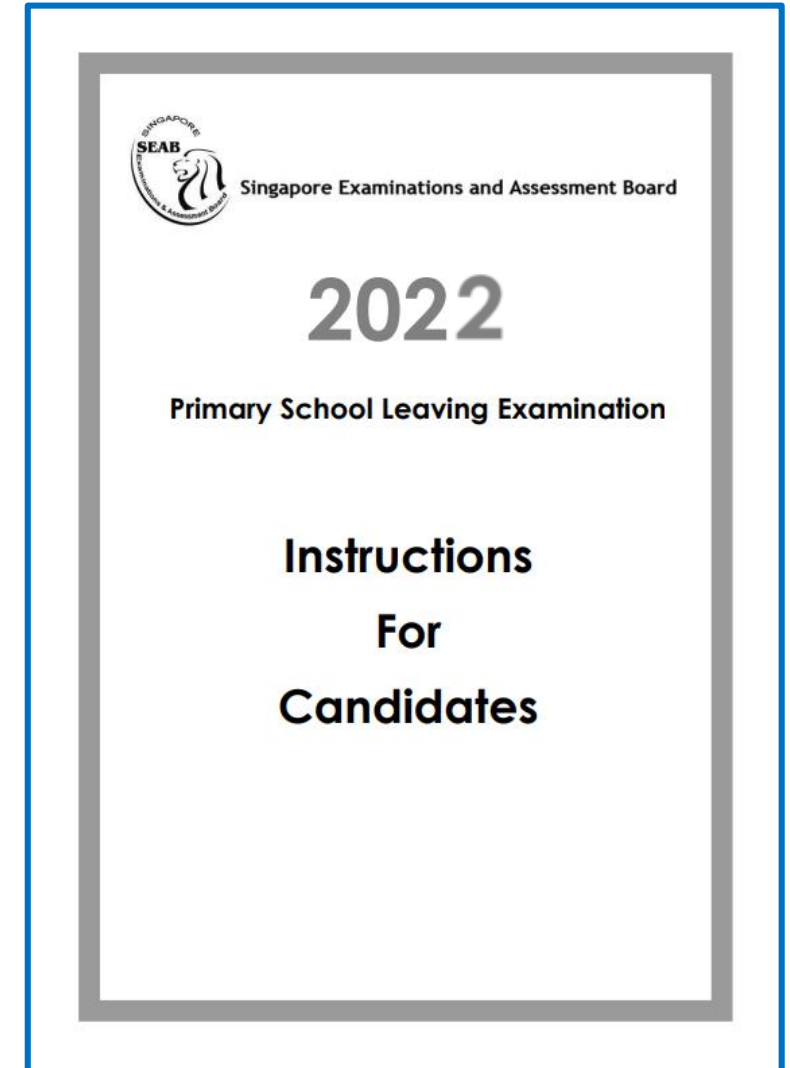 SINGAPORE
SEAB
Examinations & Assessment Board
Singapore Examinations and Assessment Board
2022
Primary School Leaving Examination
Instructions
For
Candidates